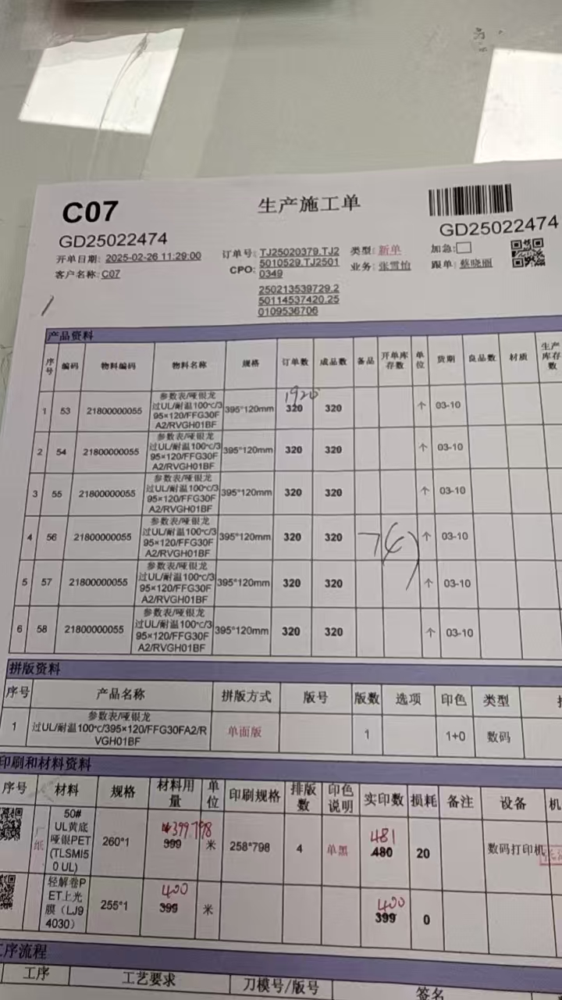 C07
生产施工单
GD25022474
GD25022474
开单日期: 2025-02-26 11:29:00
订单号: TJ25020379.TJ2
5010529.TJ2501
0349
类型: 新单
加急:
客户名称: C07
CPO:
250213539729.2
50114537420.250
0109536706
业务: 张雪怡
跟单: 蔡晓丽
产品资料
序号 编码 物料编码 物料名称 规格 订单数 成品数 备品 开单库存数 单位 货期 良品数 材质 生产库存数
1920
1 53 21800000055 参数表/哑银龙过UL/耐温100℃/395×120/FFG30FA2/RVGH01BF 395*120mm 320 320 个 03-10
2 54 21800000055 参数表/哑银龙过UL/耐温100℃/395×120/FFG30FA2/RVGH01BF 395*120mm 320 320 个 03-10
3 55 21800000055 参数表/哑银龙过UL/耐温100℃/395×120/FFG30FA2/RVGH01BF 395*120mm 320 320 个 03-10
4 56 21800000055 参数表/哑银龙过UL/耐温100℃/395×120/FFG30FA2/RVGH01BF 395*120mm 320 320 个 03-10
5 57 21800000055 参数表/哑银龙过UL/耐温100℃/395×120/FFG30FA2/RVGH01BF 395*120mm 320 320 个 03-10
6 58 21800000055 参数表/哑银龙过UL/耐温100℃/395×120/FFG30FA2/RVGH01BF 395*120mm 320 320 个 03-10
拼版资料
序号 产品名称 拼版方式 版号 版数 选项 印色 类型
1 参数表/哑银龙过UL/耐温100℃/395×120/FFG30FA2/RVGH01BF 单面版 1 1+0 数码
印刷和材料资料
序号 材料 规格 材料用量 单位 印刷规格 排版数 印色说明 实印数 损耗 备注 设备 机
50#UL黄底哑银PET(TLSMI50 UL) 260*1 399.798 399 米 258*798 4 单黑 481 480 20 数码打印机
轻解卷PET上光膜（LJ94030） 255*1 400 399 米 400 399 0
工序流程
工序 工艺要求 刀模号/版号 签名